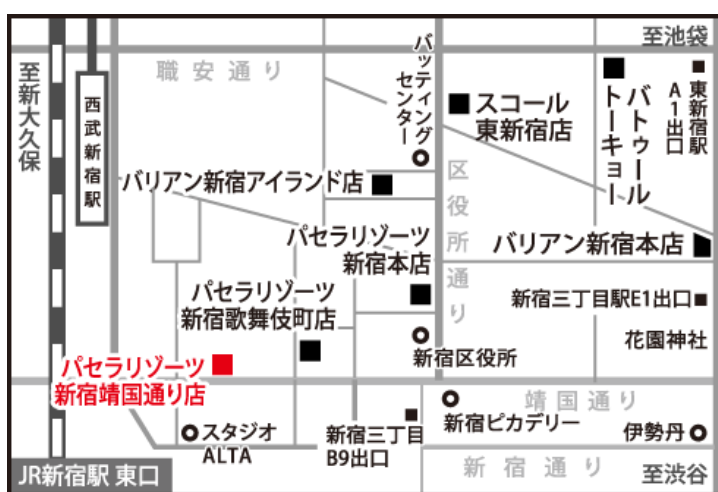 至池袋
至新大久保
西武新宿駅
職安通り
バッティング
センター
スコール
東新宿店
バトゥール
トーキョー
東新宿駅
A1出口
バリアン新宿アイランド店
区役所通り
パセラリゾーツ
新宿本店
バリアン新宿本店
パセラリゾーツ
新宿歌舞伎町店
新宿三丁目駅E1出口
花園神社
新宿区役所
パセラリゾーツ
新宿靖国通り店
靖国通り
新宿ピカデリー
スタジオ
ALTA
新宿三丁目
B9出口
伊勢丹
新宿通り
至渋谷
JR新宿駅 東口